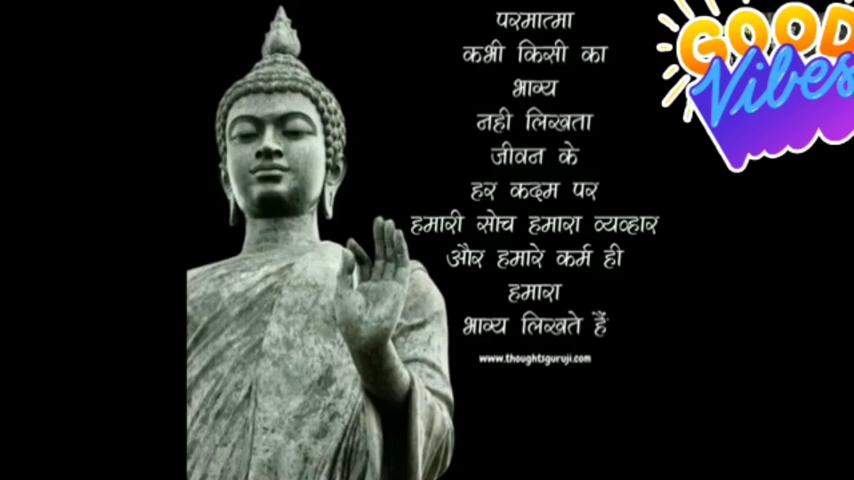 परमात्मा
कभी किसी का
भाग्य
नही लिखता
जीवन के
हर कदम पर
हमारी सोच हमारा व्यव्हार
और हमारे कर्म ही
हमारा
भाग्य लिखते हैं
www.thoughtsguruji.com
GOOD
Vibes